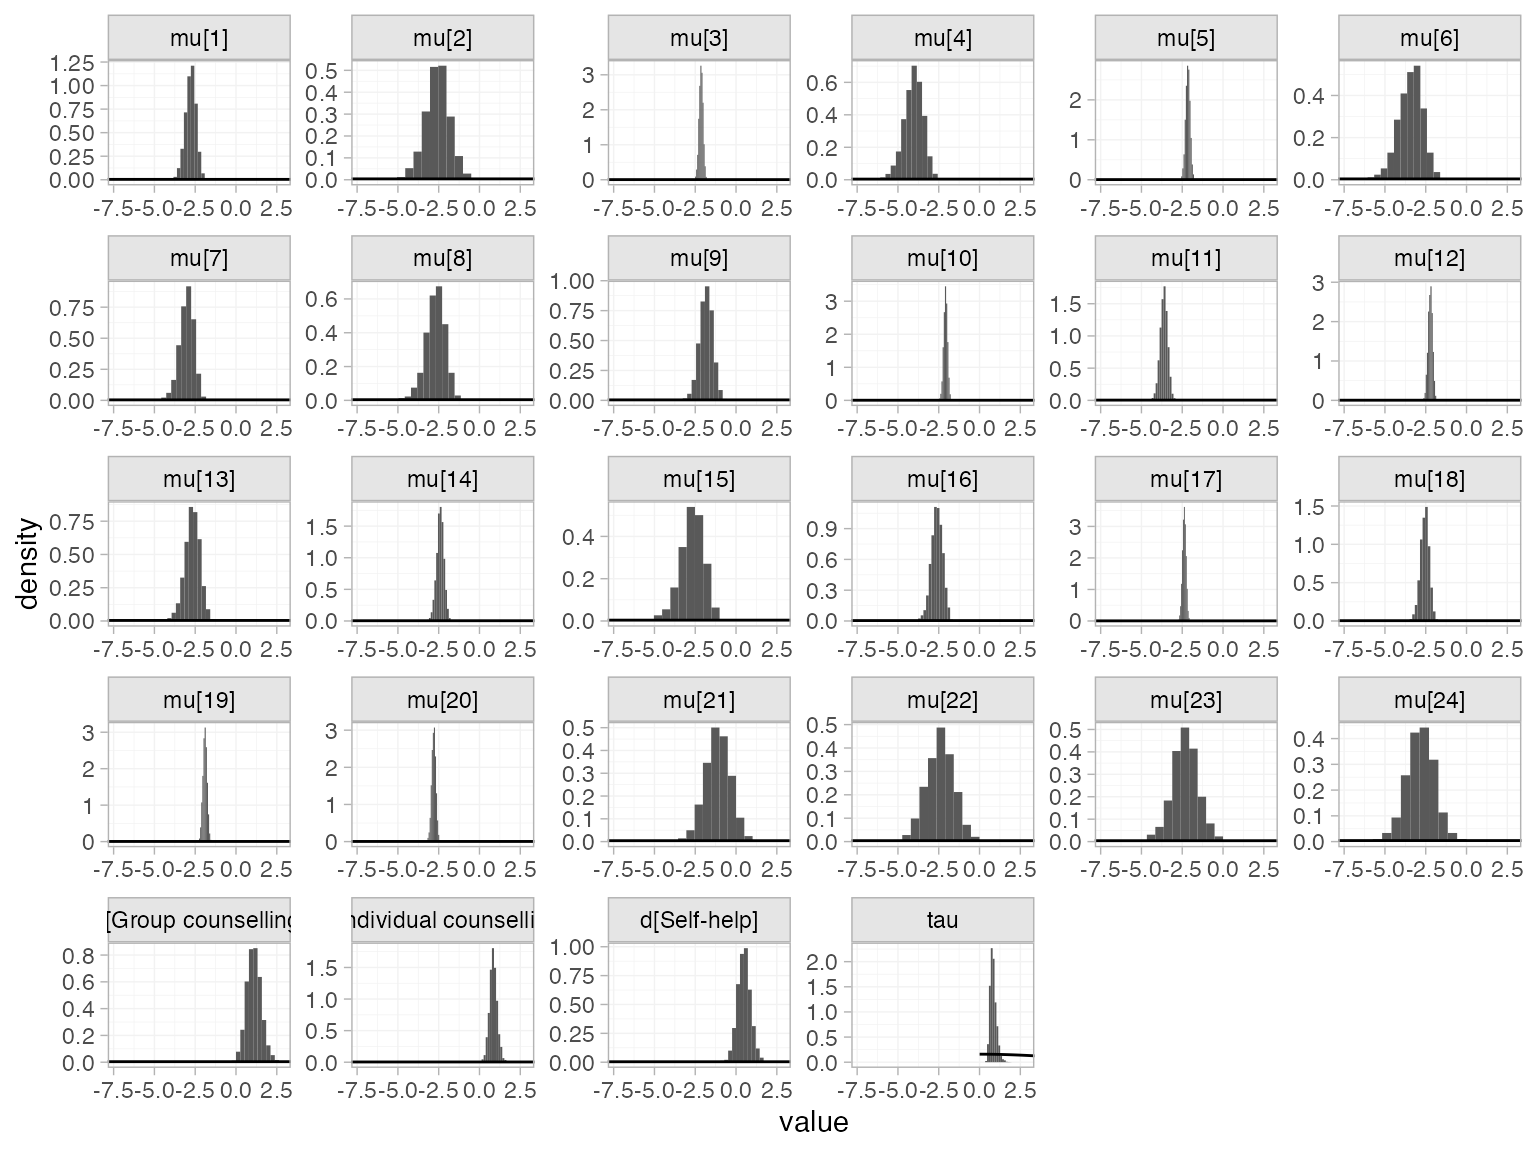 mu[1] mu[2] mu[3] mu[4] mu[5] mu[6]
1.25 1.00 0.75 0.50 0.25 0.00
0.5 0.4 0.3 0.2 0.1 0.0
3 2 1 0
0.6 0.4 0.2 0.0
2 1 0
0.4 0.2 0.0
-7.5 -5.0 -2.5 0.0 2.5 -7.5 -5.0 -2.5 0.0 2.5 -7.5 -5.0 -2.5 0.0 2.5 -7.5 -5.0 -2.5 0.0 2.5 -7.5 -5.0 -2.5 0.0 2.5 -7.5 -5.0 -2.5 0.0 2.5
mu[7] mu[8] mu[9] mu[10] mu[11] mu[12]
0.75 0.50 0.25 0.00
0.6 0.4 0.2 0.0
1.00 0.75 0.50 0.25 0.00
3 2 1 0
1.5 1.0 0.5 0.0
3 2 1 0
-7.5 -5.0 -2.5 0.0 2.5 -7.5 -5.0 -2.5 0.0 2.5 -7.5 -5.0 -2.5 0.0 2.5 -7.5 -5.0 -2.5 0.0 2.5 -7.5 -5.0 -2.5 0.0 2.5 -7.5 -5.0 -2.5 0.0 2.5
mu[13] mu[14] mu[15] mu[16] mu[17] mu[18]
0.75 0.50 0.25 0.00
1.5 1.0 0.5 0.0
0.4 0.2 0.0
0.9 0.6 0.3 0.0
3 2 1 0
1.5 1.0 0.5 0.0
-7.5 -5.0 -2.5 0.0 2.5 -7.5 -5.0 -2.5 0.0 2.5 -7.5 -5.0 -2.5 0.0 2.5 -7.5 -5.0 -2.5 0.0 2.5 -7.5 -5.0 -2.5 0.0 2.5 -7.5 -5.0 -2.5 0.0 2.5
mu[19] mu[20] mu[21] mu[22] mu[23] mu[24]
3 2 1 0
3 2 1 0
0.5 0.4 0.3 0.2 0.1 0.0
0.5 0.4 0.3 0.2 0.1 0.0
0.5 0.4 0.3 0.2 0.1 0.0
0.4 0.3 0.2 0.1 0.0
-7.5 -5.0 -2.5 0.0 2.5 -7.5 -5.0 -2.5 0.0 2.5 -7.5 -5.0 -2.5 0.0 2.5 -7.5 -5.0 -2.5 0.0 2.5 -7.5 -5.0 -2.5 0.0 2.5 -7.5 -5.0 -2.5 0.0 2.5
[Group counselling ndividual counselli d[Self-help] tau
0.8 0.6 0.4 0.2 0.0
1.5 1.0 0.5 0.0
1.00 0.75 0.50 0.25 0.00
2.0 1.5 1.0 0.5 0.0
-7.5 -5.0 -2.5 0.0 2.5 -7.5 -5.0 -2.5 0.0 2.5 -7.5 -5.0 -2.5 0.0 2.5 -7.5 -5.0 -2.5 0.0 2.5
density
value